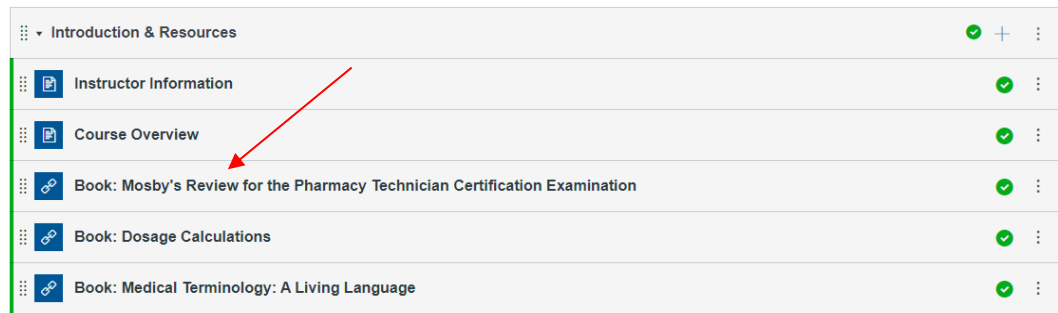 Introduction & Resources
Instructor Information
Course Overview
Book: Mosby's Review for the Pharmacy Technician Certification Examination
Book: Dosage Calculations
Book: Medical Terminology: A Living Language